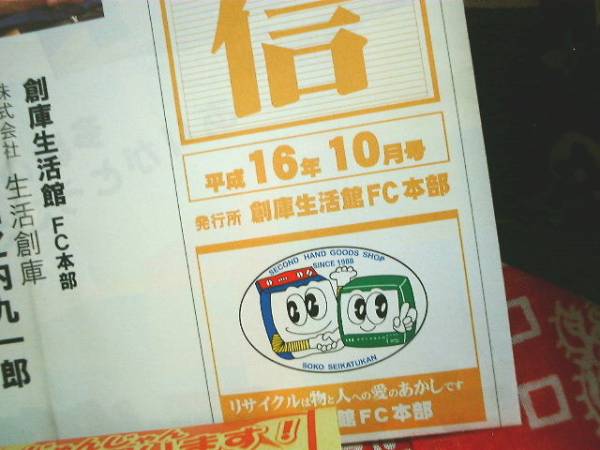 信
平成16年10月号
発行所 創庫生活館FC本部
SECOND HAND GOODS SHOP
SINCE 1988
SOKO SEIKATUKAN
リサイクルは物と人への愛のあかしです
館FC本部
創庫生活館 FC本部
株式会社 生活創庫
内九一郎